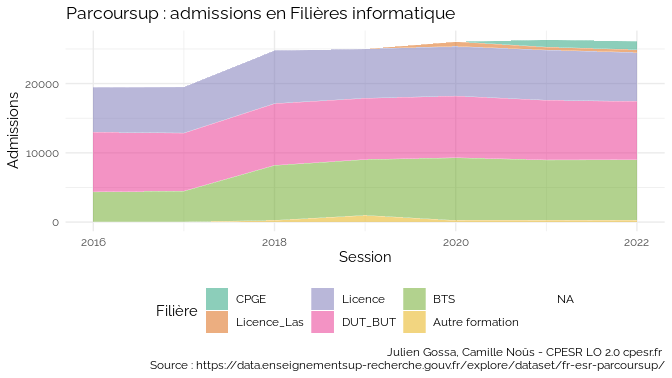 Parcoursup : admissions en Filières informatique
Admissions
20000
10000
0
2016
2018
2020
2022
Session
Filière
CPGE
Licence
BTS
NA
Licence_Las
DUT_BUT
Autre formation
Julien Gossa, Camille Noûs - CPESR LO 2.0 cpesr.fr
Source : https://data.enseignementsup-recherche.gouv.fr/explore/dataset/fr-esr-parcoursup/